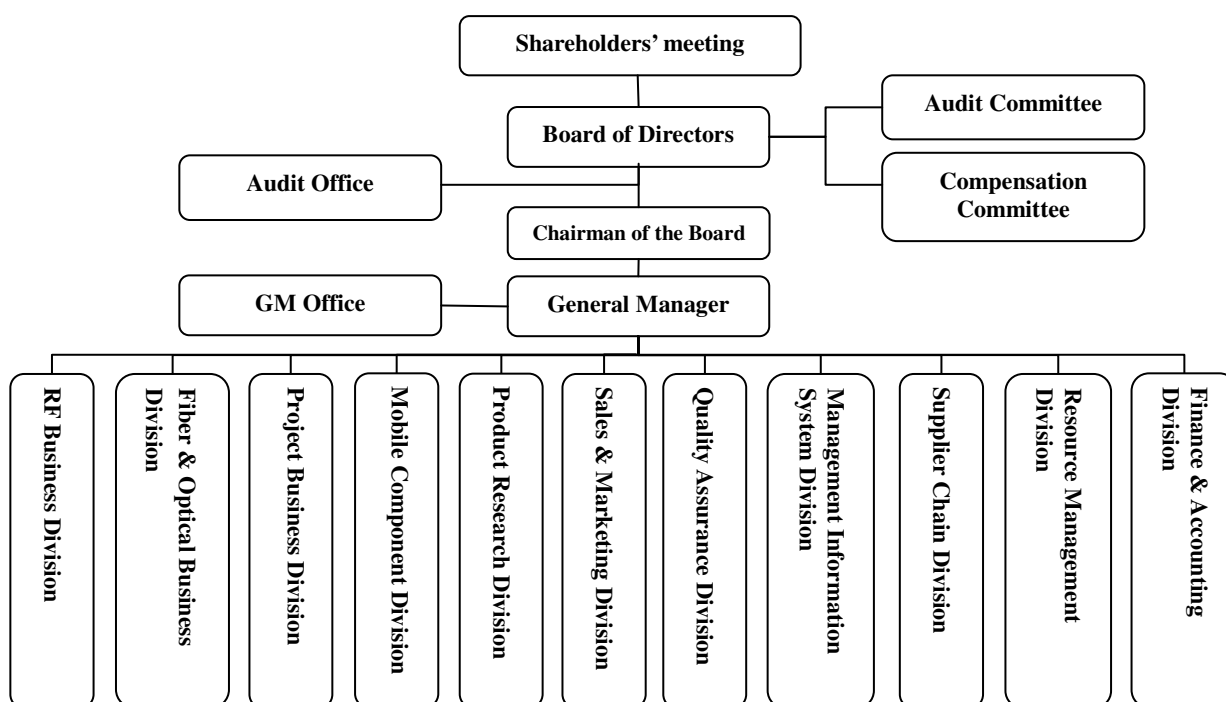 Shareholders’ meeting
Audit Committee
Board of Directors
Audit Office
Compensation
Committee
Chairman of the Board
GM Office
General Manager
RF Business Division
Fiber & Optical Business
Division
Project Business Division
Mobile Component Division
Product Research Division
Sales & Marketing Division
Quality Assurance Division
Management Information
System Division
Supplier Chain Division
Resource Management
Division
Finance & Accounting
Division